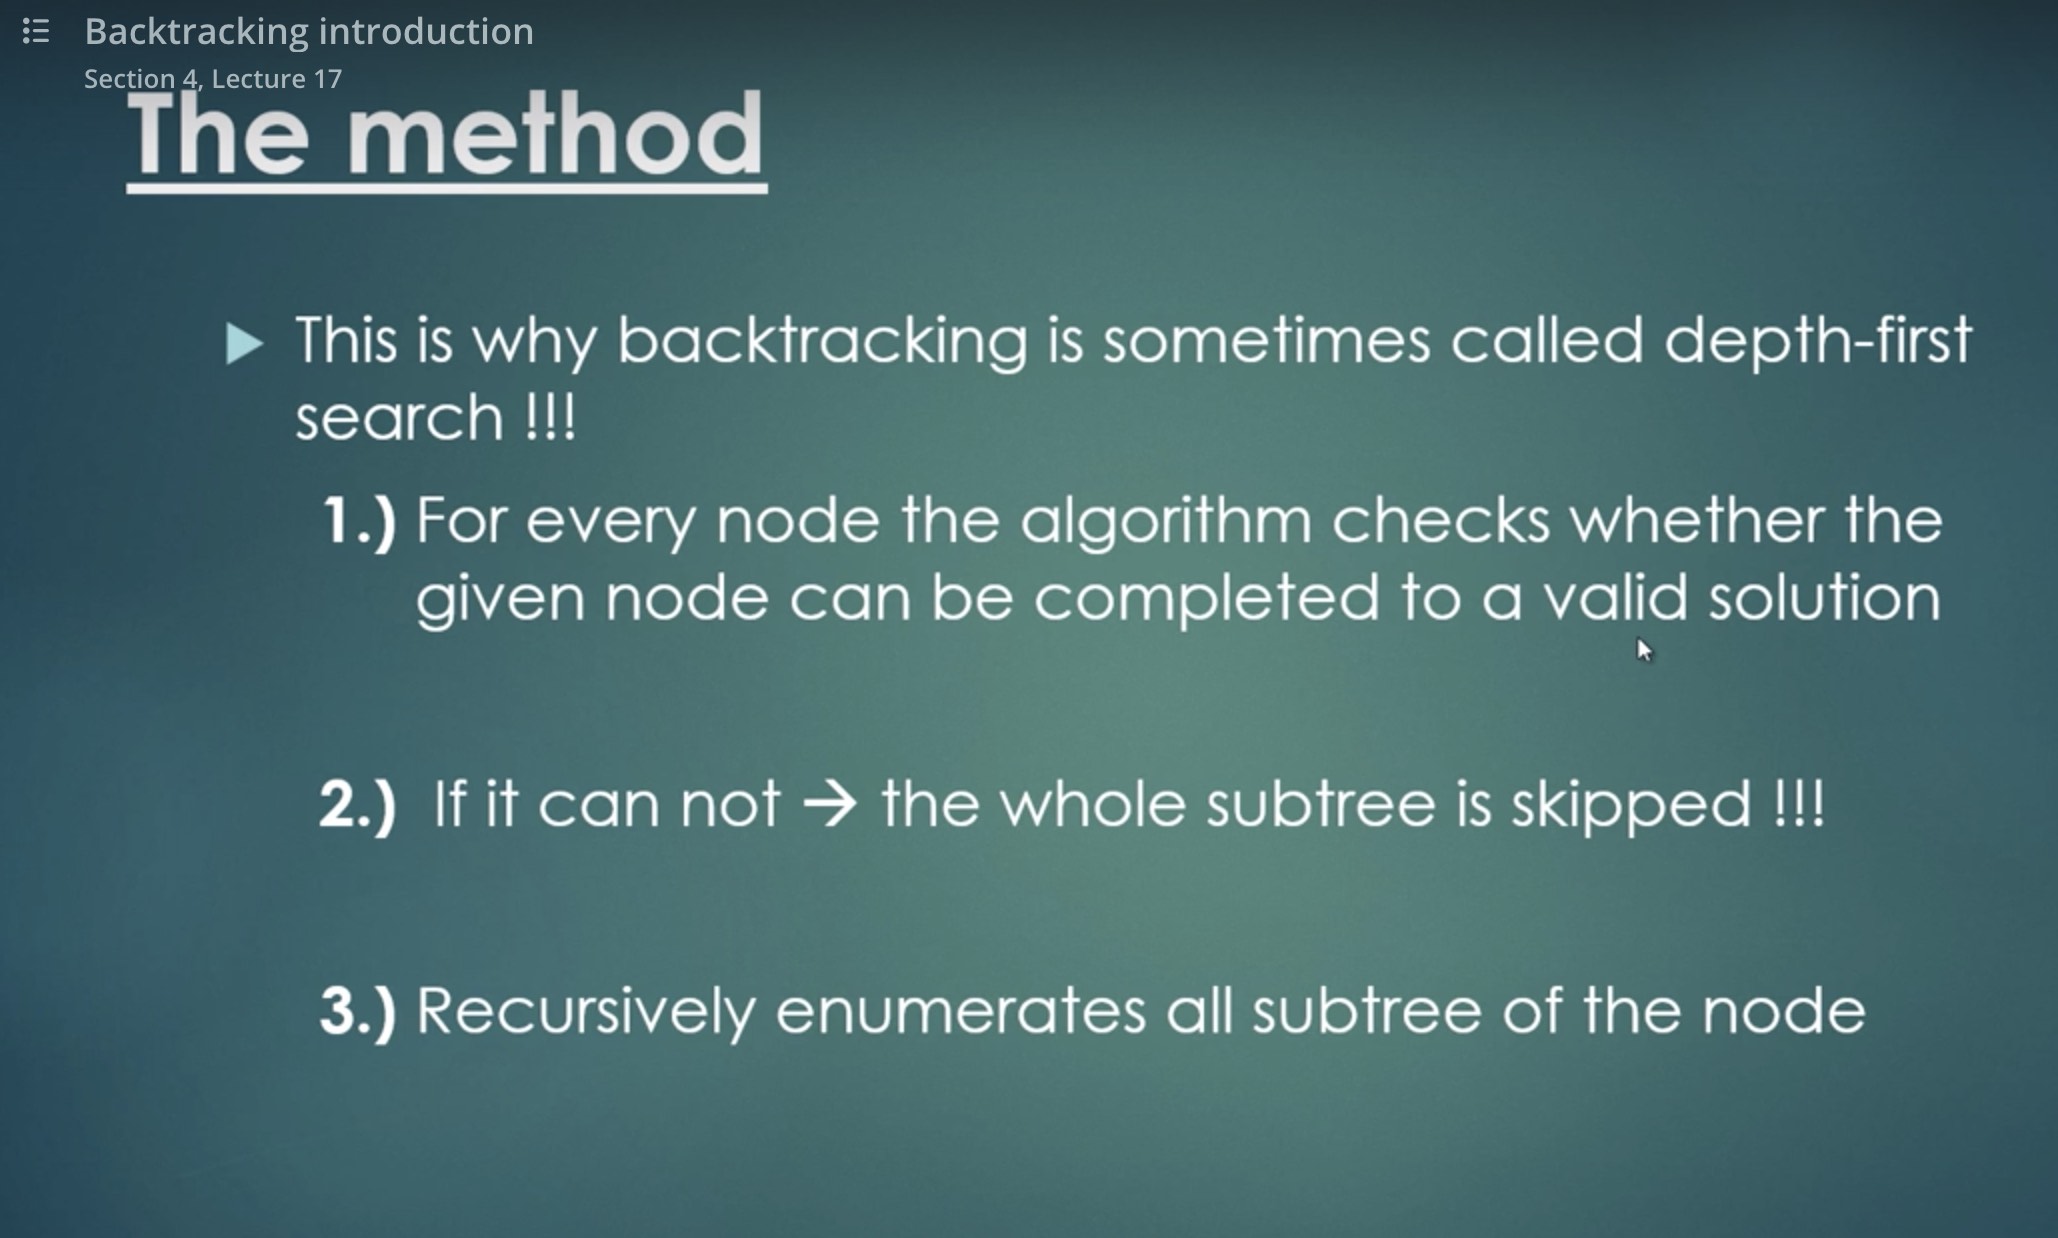 Backtracking introduction
Section 4, Lecture 17
The method
This is why backtracking is sometimes called depth-first
search !!!
1.) For every node the algorithm checks whether the
given node can be completed to a valid solution
2.) If it can not → the whole subtree is skipped !!!
3.) Recursively enumerates all subtree of the node